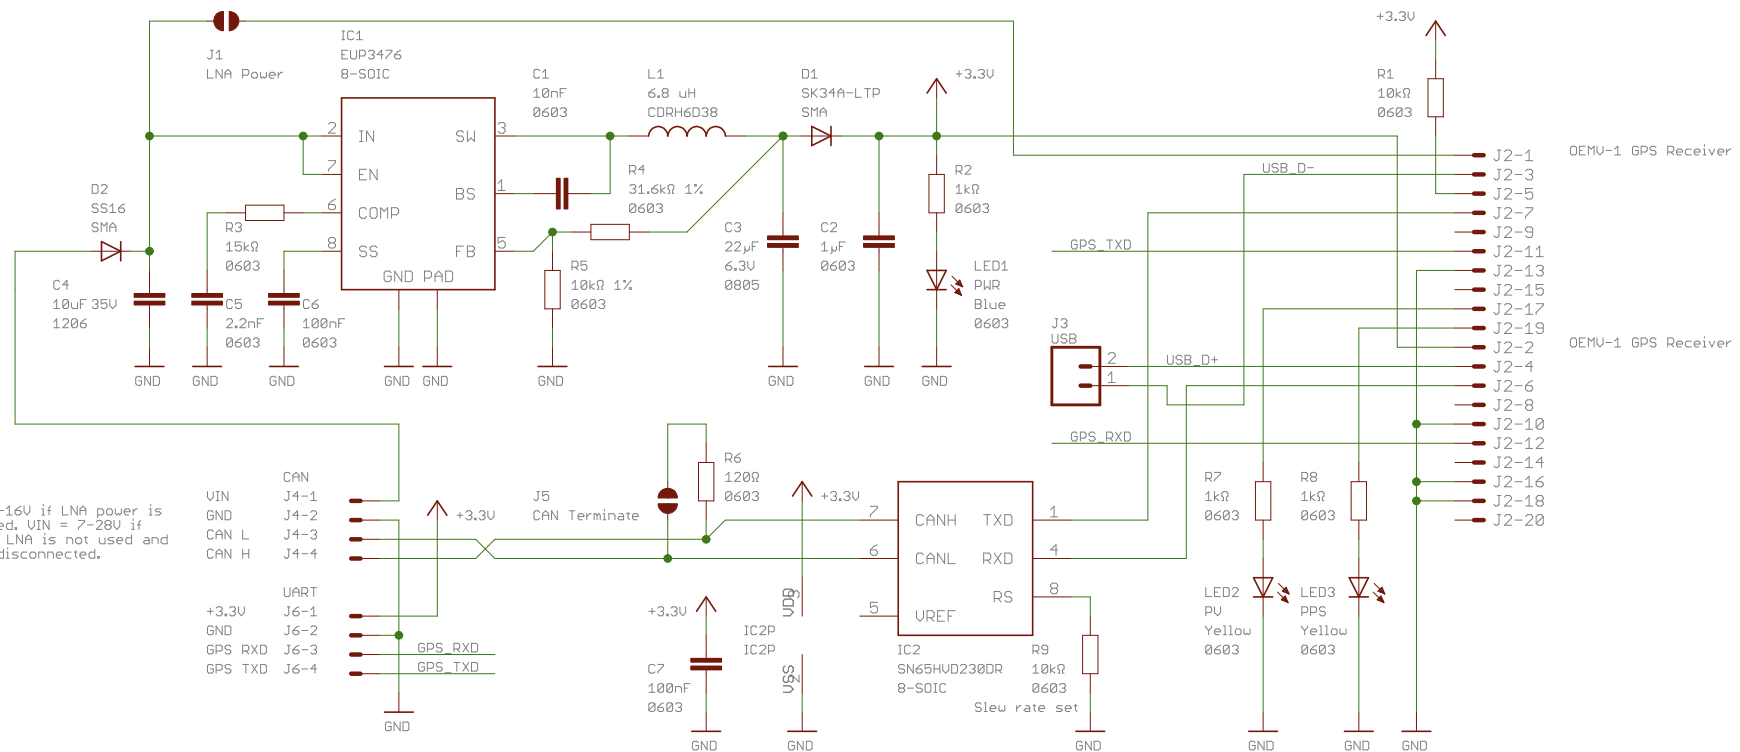 J1
LNA Power
IC1
EUP3476
8-SOIC
2 IN
7 EN
6 COMP
8 SS
SW 3
BS 1
FB 5
GND PAD
C1
10nF
0603
L1
6.8 uH
CDRH6D38
D1
SK34A-LTP
SMA
+3.3V
+3.3V
R1
10kΩ
0603
D2
SS16
SMA
R3
15kΩ
0603
R4
31.6kΩ 1%
0603
R5
10kΩ 1%
0603
C3
22µF
6.3V
0805
C2
1µF
0603
R2
1kΩ
0603
LED1
PWR
Blue
0603
C4
10uF 35V
1206
C5
2.2nF
0603
C6
100nF
0603
GND
GND
GND
GND
GND
GND
GND
GND
GND
USB_D-
GPS_TXD
J3
USB
2
1
USB_D+
GPS_RXD
J2-1
J2-3
J2-5
J2-7
J2-9
J2-11
J2-13
J2-15
J2-17
J2-19
J2-2
J2-4
J2-6
J2-8
J2-10
J2-12
J2-14
J2-16
J2-18
J2-20
OEMV-1 GPS Receiver
OEMV-1 GPS Receiver
-16V if LNA power is
ed. VIN = 7-28V if
LNA is not used and
disconnected.
CAN
VIN J4-1
GND J4-2
CAN L J4-3
CAN H J4-4
UART
+3.3V J6-1
GND J6-2
GPS RXD J6-3
GPS TXD J6-4
+3.3V
GPS_RXD
GPS_TXD
GND
J5
CAN Terminate
R6
120Ω
0603
+3.3V
+3.3V
C7
100nF
0603
GND
IC2P
IC2P
VDD
3
VSS
2
GND
7 CANH
6 CANL
5 VREF
TXD 1
RXD 4
RS 8
IC2
SN65HVD230DR
8-SOIC
R9
10kΩ
0603
Slew rate set
GND
R7
1kΩ
0603
R8
1kΩ
0603
LED2
PV
Yellow
0603
LED3
PPS
Yellow
0603
GND
GND
GND